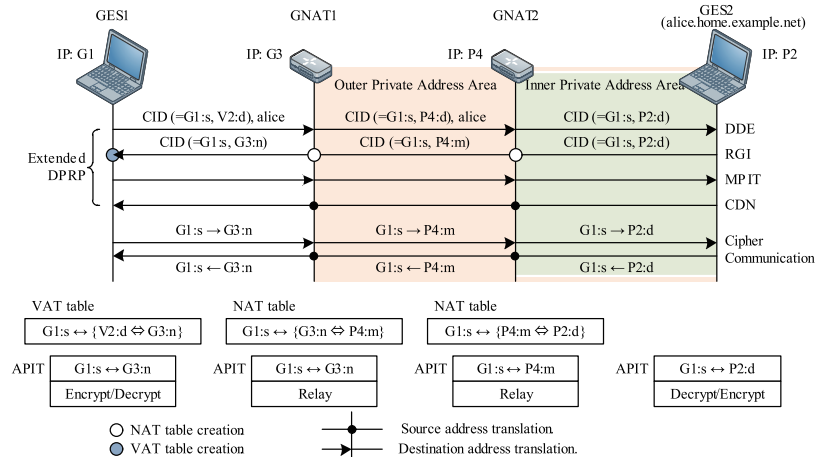 GES1
GNAT1
GNAT2
GES2
(alice.home.example.net)
IP: G1
IP: G3
IP: P4
IP: P2
Outer Private Address Area
Inner Private Address Area
CID (=G1:s, V2:d), alice
CID (=G1:s, P4:d), alice
CID (=G1:s, P2:d)
DDE
CID (=G1:s, G3:n)
CID (=G1:s, P4:m)
CID (=G1:s, P2:d)
RGI
Extended
DPRP
MPIT
CDN
G1:s → G3:n
G1:s → P4:m
G1:s → P2:d
Cipher
Communication
G1:s ← G3:n
G1:s ← P4:m
G1:s ← P2:d
VAT table
NAT table
NAT table
G1:s ↔ {V2:d ⇔ G3:n}
G1:s ↔ {G3:n ⇔ P4:m}
G1:s ↔ {P4:m ⇔ P2:d}
APIT
G1:s ↔ G3:n
Encrypt/Decrypt
APIT
G1:s ↔ G3:n
Relay
APIT
G1:s ↔ P4:m
Relay
APIT
G1:s ↔ P2:d
Decrypt/Encrypt
NAT table creation.
Source address translation.
VAT table creation.
Destination address translation.